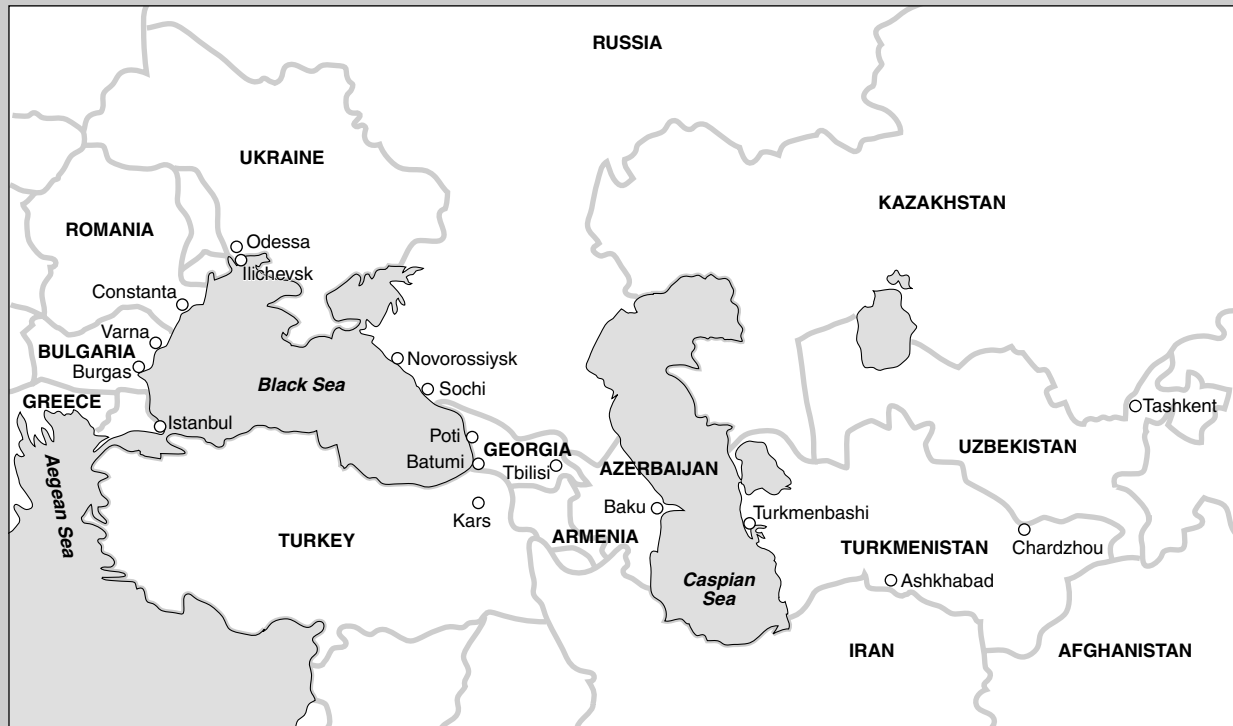 RUSSIA
UKRAINE
KAZAKHSTAN
ROMANIA
Odessa
Ilichevsk
Constanta
Varna
BULGARIA
Burgas
Novorossiysk
Black Sea
Sochi
GREECE
Istanbul
Tashkent
Poti
GEORGIA
Batumi
Tbilisi
AZERBAIJAN
UZBEKISTAN
Aegean Sea
Baku
Turkmenbashi
Kars
TURKEY
ARMENIA
TURKMENISTAN
Chardzhou
Caspian
Sea
Ashkhabad
IRAN
AFGHANISTAN